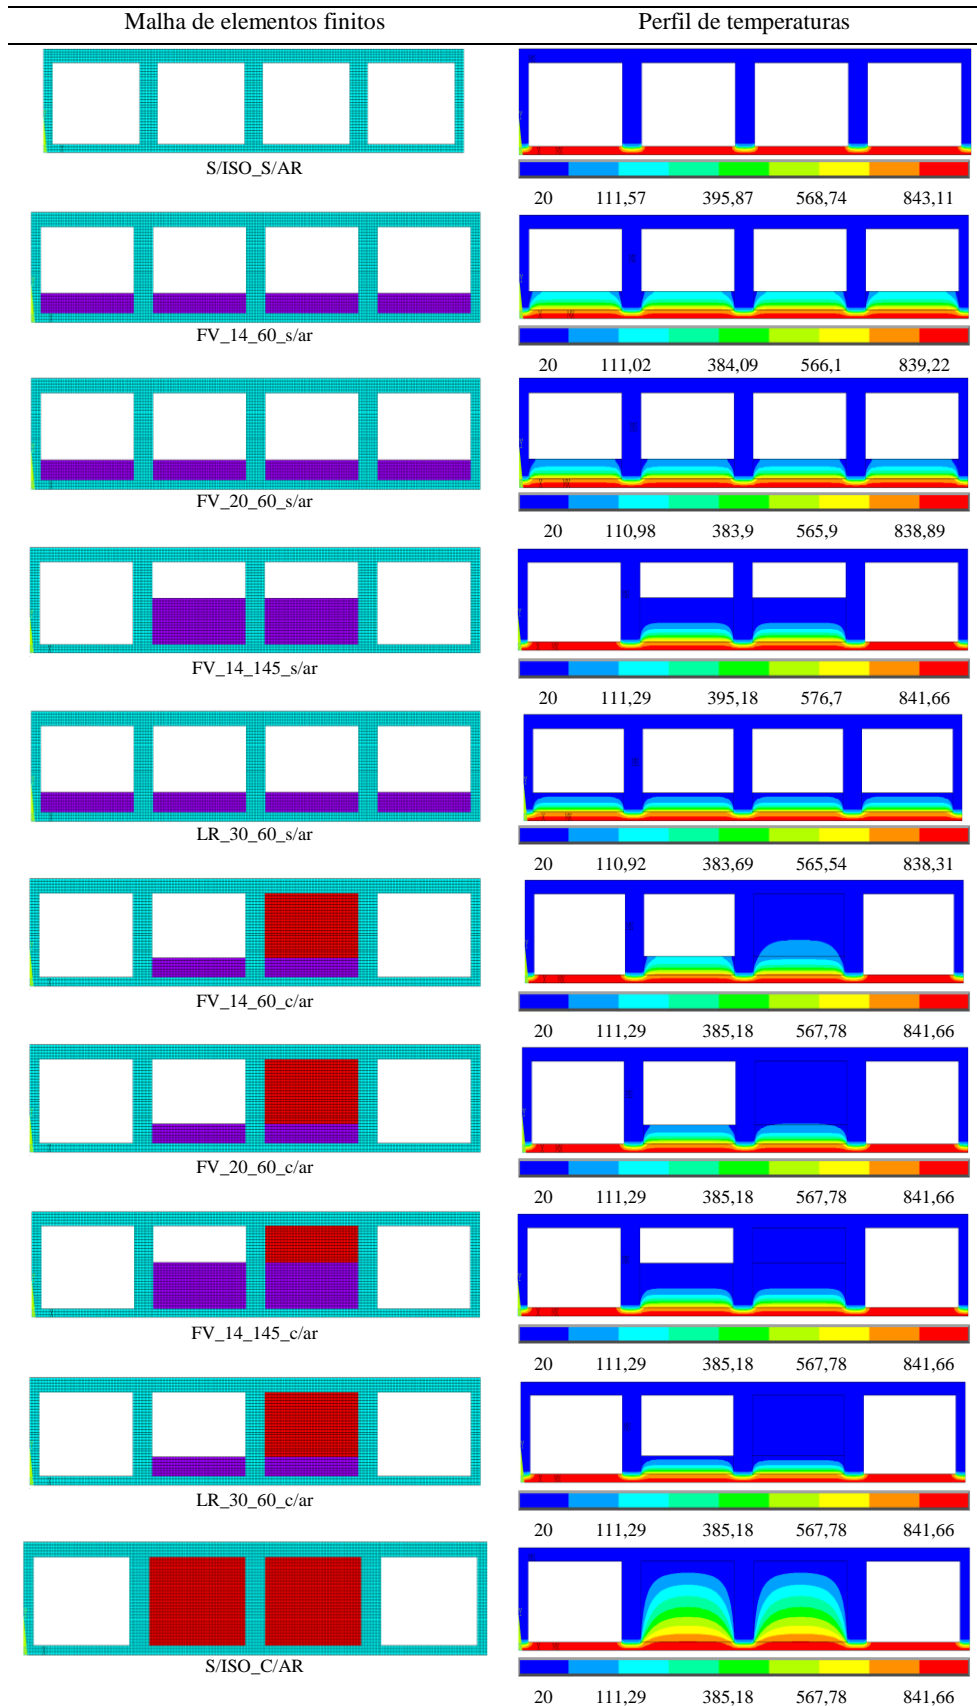 Malha de elementos finitos Perfil de temperaturas
S/ISO_S/AR
20 111,57 395,87 568,74 843,11
FV_14_60_s/ar
20 111,02 384,09 566,1 839,22
FV_20_60_s/ar
20 110,98 383,9 565,9 838,89
FV_14_145_s/ar
20 111,29 395,18 576,7 841,66
LR_30_60_s/ar
20 110,92 383,69 565,54 838,31
FV_14_60_c/ar
20 111,29 385,18 567,78 841,66
FV_20_60_c/ar
20 111,29 385,18 567,78 841,66
FV_14_145_c/ar
20 111,29 385,18 567,78 841,66
LR_30_60_c/ar
20 111,29 385,18 567,78 841,66
S/ISO_C/AR
20 111,29 385,18 567,78 841,66